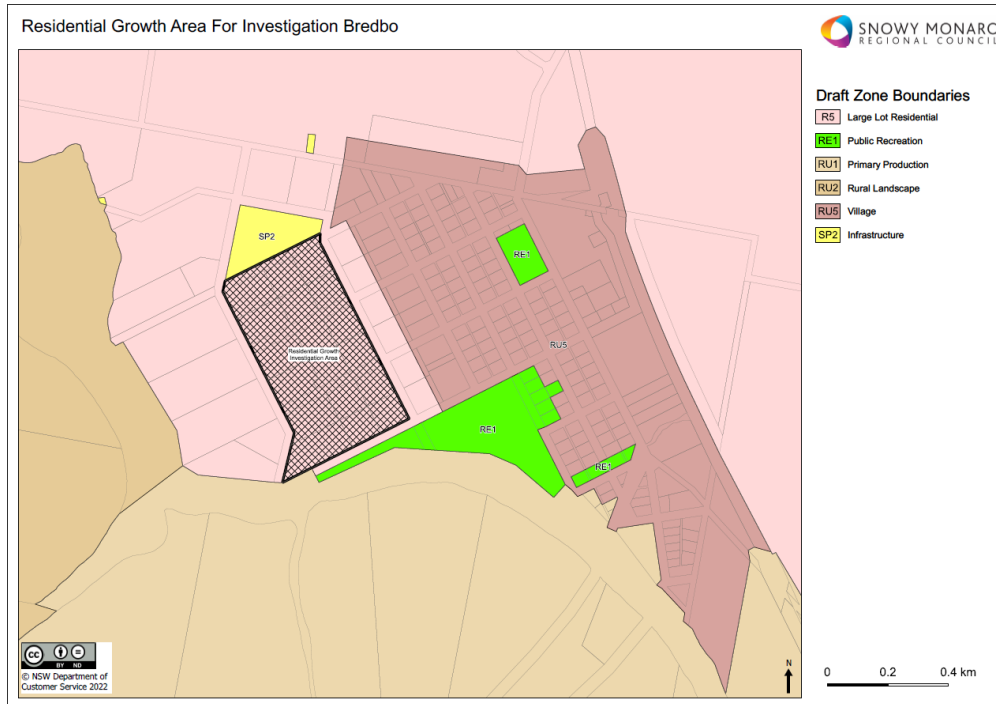 Residential Growth Area For Investigation Bredbo
SNOWY MONARO
REGIONAL COUNCIL
Draft Zone Boundaries
R5 Large Lot Residential
RE1 Public Recreation
RU1 Primary Production
RU2 Rural Landscape
RU5 Village
SP2 Infrastructure
SP2
RE1
Residential Growth
Investigation Area
RU5
RE1
RE1
cc BY ND
© NSW Department of
Customer Service 2022
N
0 0.2 0.4 km